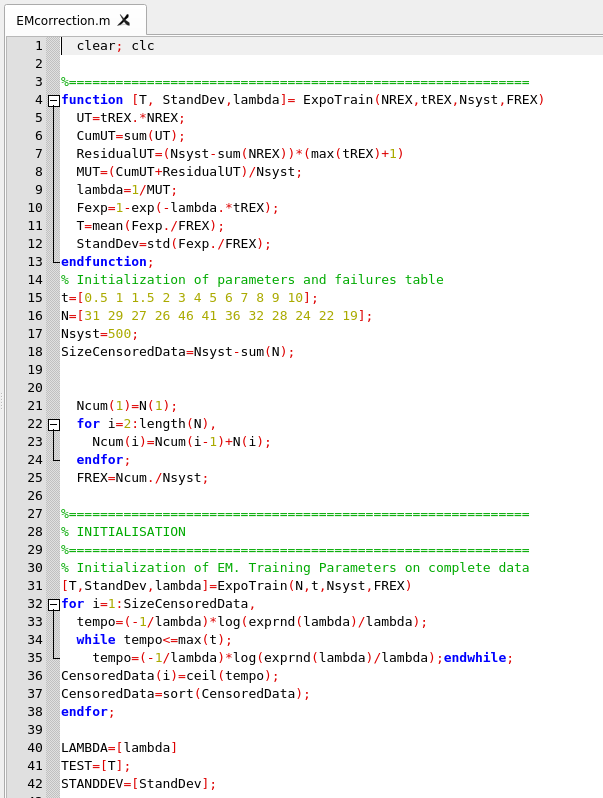 EMcorrection.m
1 clear; clc
2
3 %===========================================================
4 function [T, StandDev,lambda]= ExpoTrain(NREX,tREX,Nsyst,FREX)
5 UT=tREX.*NREX;
6 CumUT=sum(UT);
7 ResidualUT=(Nsyst-sum(NREX))*(max(tREX)+1)
8 MUT=(CumUT+ResidualUT)/Nsyst;
9 lambda=1/MUT;
10 Fexp=1-exp(-lambda.*tREX);
11 T=mean(Fexp./FREX);
12 StandDev=std(Fexp./FREX);
13 endfunction;
14 % Initialization of parameters and failures table
15 t=[0.5 1 1.5 2 3 4 5 6 7 8 9 10];
16 N=[31 29 27 26 46 41 36 32 28 24 22 19];
17 Nsyst=500;
18 SizeCensoredData=Nsyst-sum(N);
19
20
21 Ncum(1)=N(1);
22 for i=2:length(N),
23 Ncum(i)=Ncum(i-1)+N(i);
24 endfor;
25 FREX=Ncum./Nsyst;
26
27 %===========================================================
28 % INITIALISATION
29 %===========================================================
30 % Initialization of EM. Training Parameters on complete data
31 [T,StandDev,lambda]=ExpoTrain(N,t,Nsyst,FREX)
32 for i=1:SizeCensoredData,
33 tempo=(-1/lambda)*log(exprnd(lambda)/lambda);
34 while tempo<=max(t);
35 tempo=(-1/lambda)*log(exprnd(lambda)/lambda);endwhile;
36 CensoredData(i)=ceil(tempo);
37 CensoredData=sort(CensoredData);
38 endfor;
39
40 LAMBDA=[lambda]
41 TEST=[T];
42 STANDDEV=[StandDev];